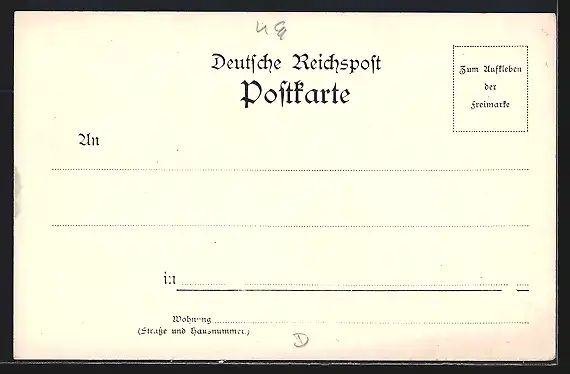 Deutsche Reichspost
Postkarte
Zum Aufkleben
der
Freimarke
An
in
Wohnung
(Straße und Hausnummer.)
D